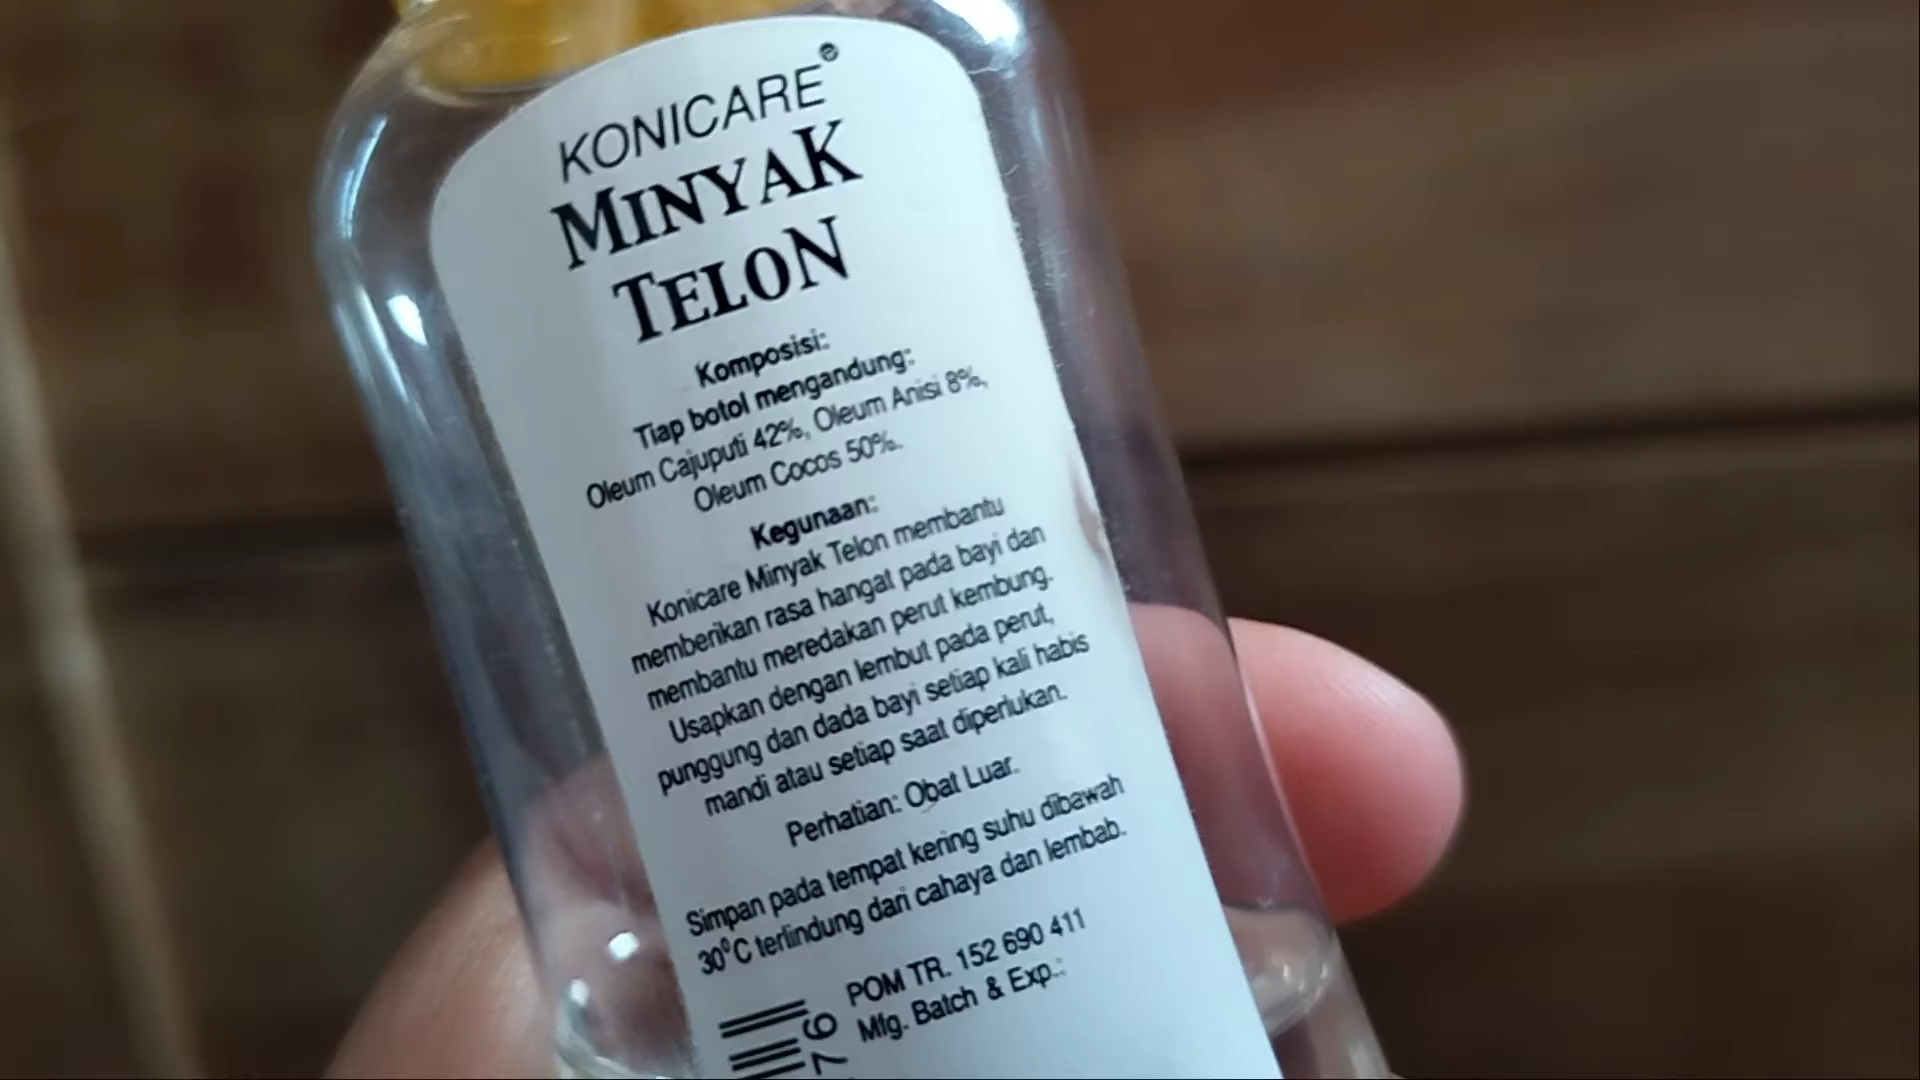 KONICARE®
MINYAK
TELON
Komposisi:
Tiap botol mengandung:
Oleum Cajuputi 42%, Oleum Anisi 8%,
Oleum Cocos 50%.
Kegunaan:
Konicare Minyak Telon membantu
memberikan rasa hangat pada bayi dan
membantu meredakan perut kembung.
Usapkan dengan lembut pada perut,
punggung dan dada bayi setiap kali habis
mandi atau setiap saat diperlukan.
Perhatian: Obat Luar.
Simpan pada tempat kering suhu dibawah
30°C terlindung dari cahaya dan lembab.
POM TR. 152 690 411
Mfg. Batch & Exp.:
76